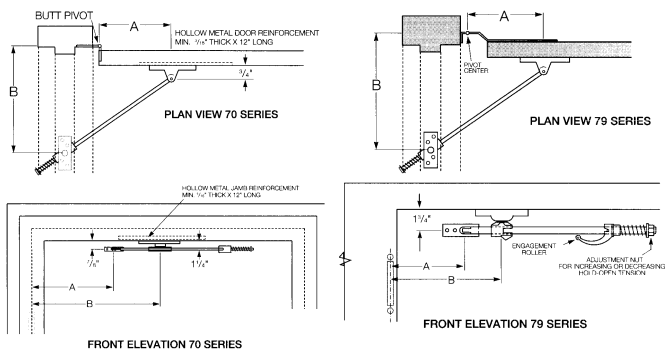 BUTT PIVOT
A
HOLLOW METAL DOOR REINFORCEMENT
MIN. 3/16" THICK X 12" LONG
B
3/4"
PLAN VIEW 70 SERIES
A
PIVOT
CENTER
B
PLAN VIEW 79 SERIES
HOLLOW METAL JAMB REINFORCEMENT
THICK X 12" LONG
7/8"
1 1/4"
A
B
FRONT ELEVATION 70 SERIES
1 3/4"
ENGAGEMENT
ROLLER
ADJUSTMENT NUT
FOR INCREASING OR DECREASING
HOLD-OPEN TENSION
A
B
FRONT ELEVATION 79 SERIES